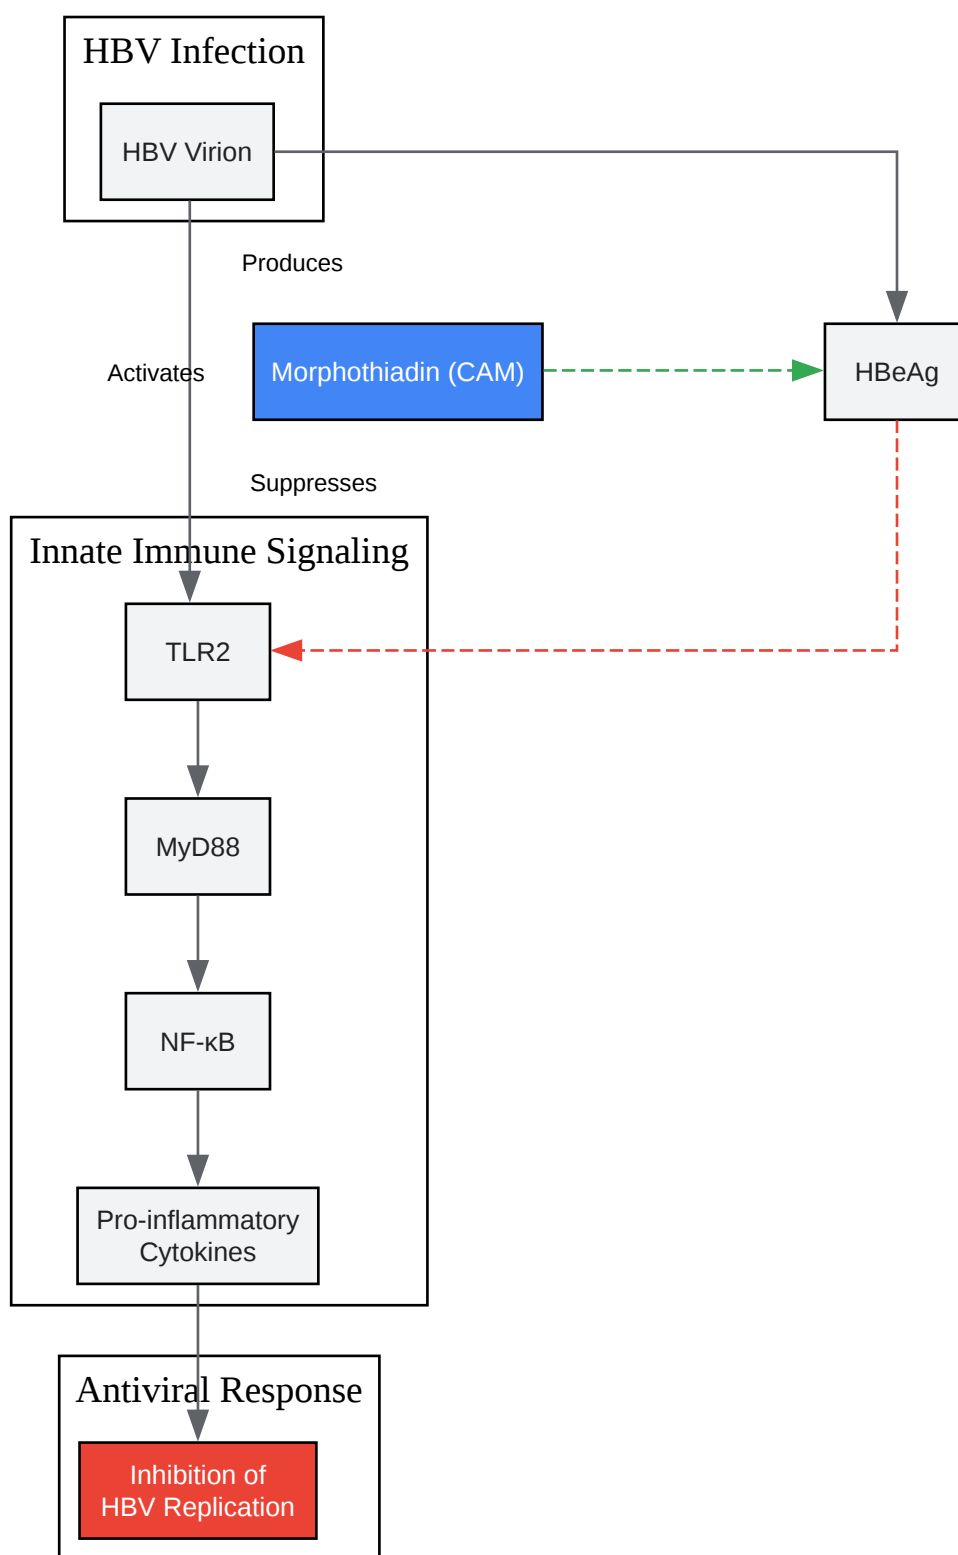 HBV Infection
HBV Virion
Produces
Activates
Morphothiadin (CAM)
HBeAg
Suppresses
Innate Immune Signaling
TLR2
MyD88
NF-κB
Pro-inflammatory
Cytokines
Antiviral Response
Inhibition of
HBV Replication